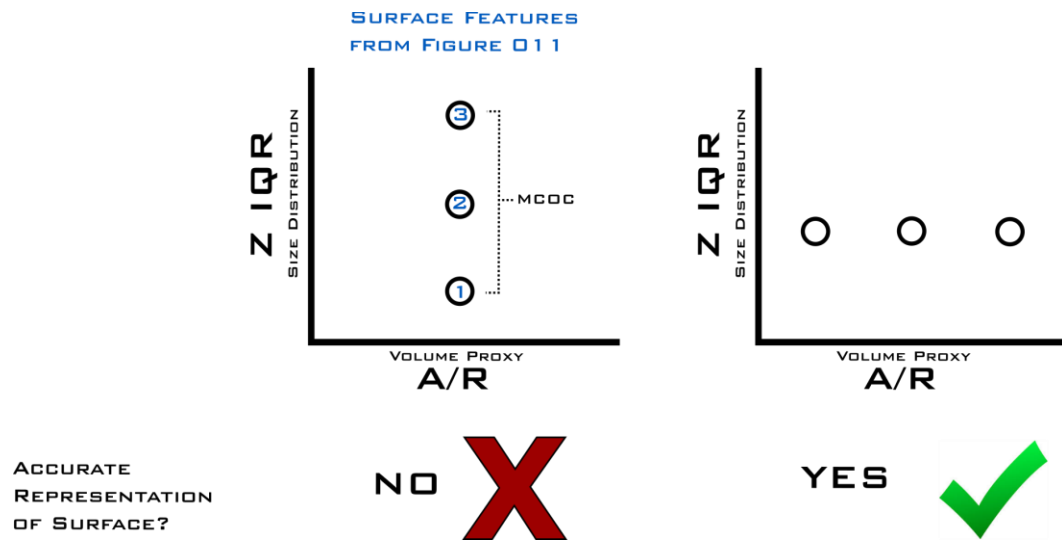 Surface Features
from Figure 011
Z IQR
Size Distribution
3
2
1
MCOC
Volume Proxy
A/R
Z IQR
Size Distribution
Volume Proxy
A/R
Accurate
Representation
of Surface?
NO
X
YES